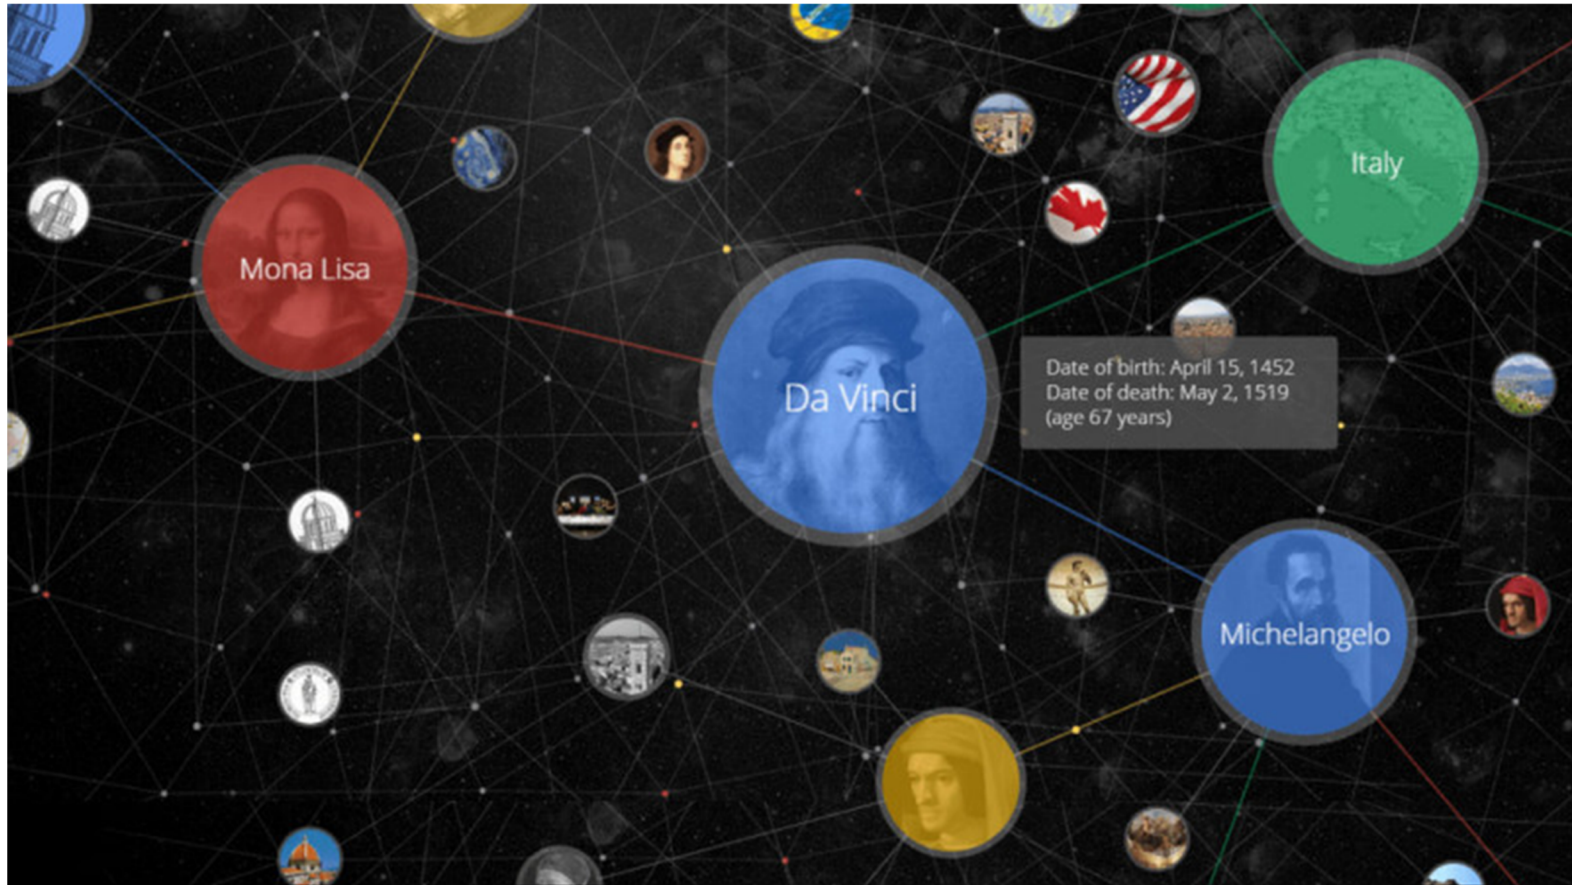 Italy
Mona Lisa
Da Vinci
Date of birth: April 15, 1452
Date of death: May 2, 1519
(age 67 years)
Michelangelo